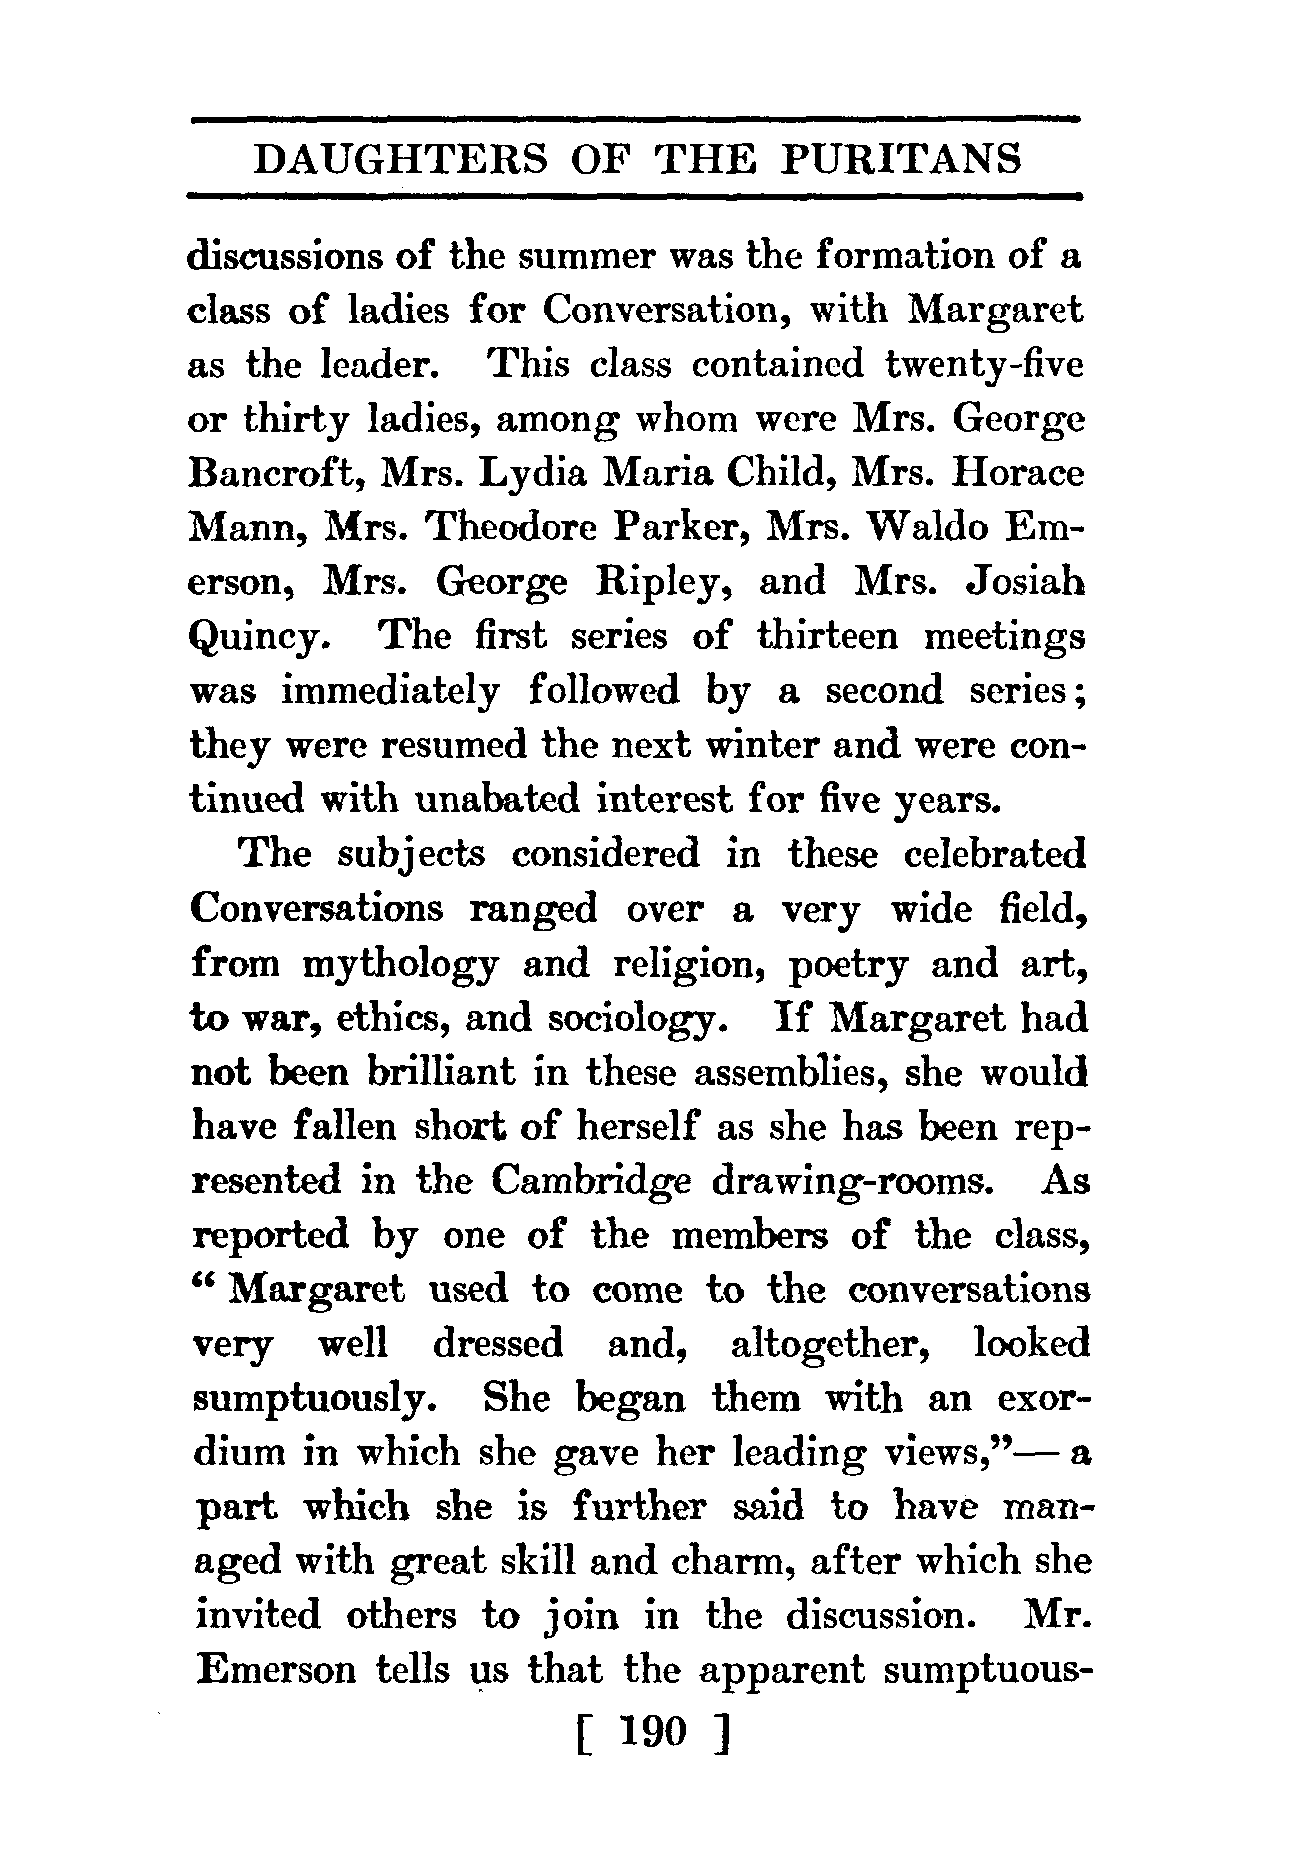 DAUGHTERS OF THE PURITANS
discussions of the summer was the formation of a
class of ladies for Conversation, with Margaret
as the leader. This class contained twenty-five
or thirty ladies, among whom were Mrs. George
Bancroft, Mrs. Lydia Maria Child, Mrs. Horace
Mann, Mrs. Theodore Parker, Mrs. Waldo Em-
erson, Mrs. George Ripley, and Mrs. Josiah
Quincy. The first series of thirteen meetings
was immediately followed by a second series;
they were resumed the next winter and were con-
tinued with unabated interest for five years.
The subjects considered in these celebrated
Conversations ranged over a very wide field,
from mythology and religion, poetry and art,
to war, ethics, and sociology. If Margaret had
not been brilliant in these assemblies, she would
have fallen short of herself as she has been rep-
resented in the Cambridge drawing-rooms. As
reported by one of the members of the class,
“ Margaret used to come to the conversations
very well dressed and, altogether, looked
sumptuously. She began them with an exor-
dium in which she gave her leading views,”— a
part which she is further said to have man-
aged with great skill and charm, after which she
invited others to join in the discussion. Mr.
Emerson tells us that the apparent sumptuous-
[ 190 ]